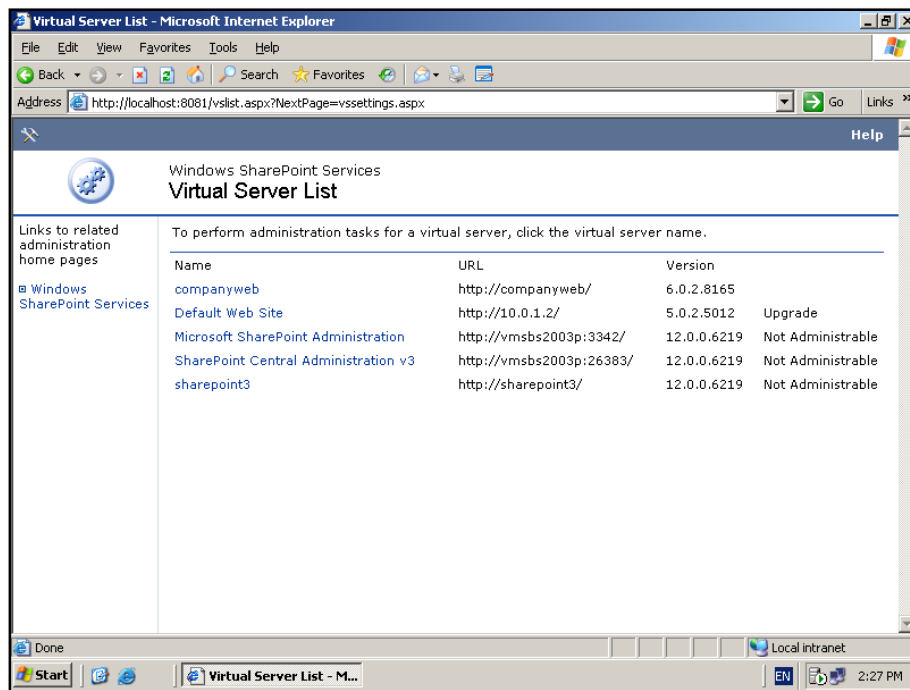 Virtual Server List - Microsoft Internet Explorer
File Edit View Favorites Tools Help
Back Search Favorites
Address http://localhost:8081/vslist.aspx?NextPage=vssettings.aspx Go Links »
Help
Windows SharePoint Services
Virtual Server List
Links to related
administration
home pages
Windows
SharePoint Services
To perform administration tasks for a virtual server, click the virtual server name.
Name URL Version
companyweb http://companyweb/ 6.0.2.8165
Default Web Site http://10.0.1.2/ 5.0.2.5012 Upgrade
Microsoft SharePoint Administration http://vmsbs2003p:3342/ 12.0.0.6219 Not Administrable
SharePoint Central Administration v3 http://vmsbs2003p:26383/ 12.0.0.6219 Not Administrable
sharepoint3 http://sharepoint3/ 12.0.0.6219 Not Administrable
Done Local intranet
Start Virtual Server List - M... EN 2:27 PM